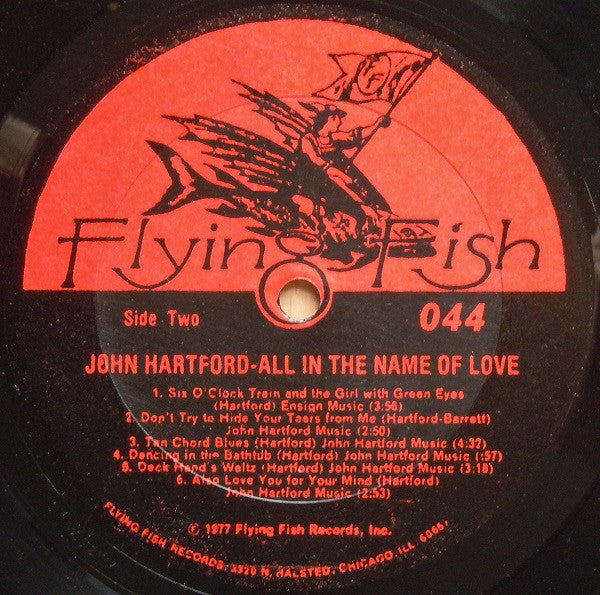 Flying Fish
Side Two 044
JOHN HARTFORD-ALL IN THE NAME OF LOVE
1. Six O'Clock Train and the Girl with Green Eyes
(Hartford) Ensign Music (3:56)
2. Don't Try to Hide Your Tears from Me (Hartford-Barrett)
John Hartford Music (2:50)
3. Ten Chord Blues (Hartford) John Hartford Music (4:32)
4. Dancing in the Bathtub (Hartford) John Hartford Music (:57)
5. Deck Hand's Waltz (Hartford) John Hartford Music (3:18)
6. Also Love You for Your Mind (Hartford)
John Hartford Music (2:53)
© 1977 Flying Fish Records, Inc.
FLYING FISH RECORDS, 3320 N. HALSTED, CHICAGO, ILL 60657